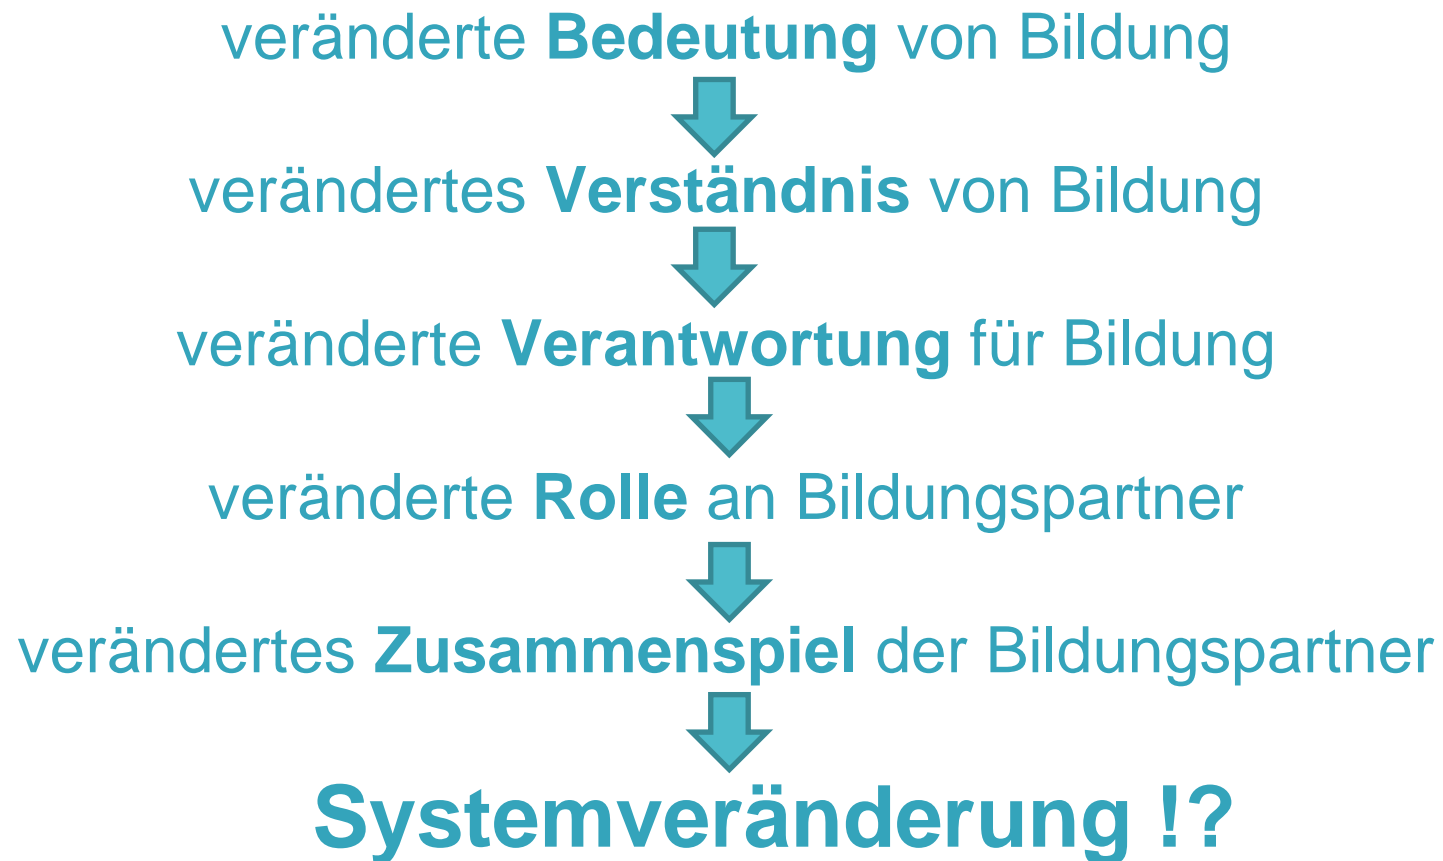 veränderte Bedeutung von Bildung
verändertes Verständnis von Bildung
veränderte Verantwortung für Bildung
veränderte Rolle an Bildungspartner
verändertes Zusammenspiel der Bildungspartner
Systemveränderung !?